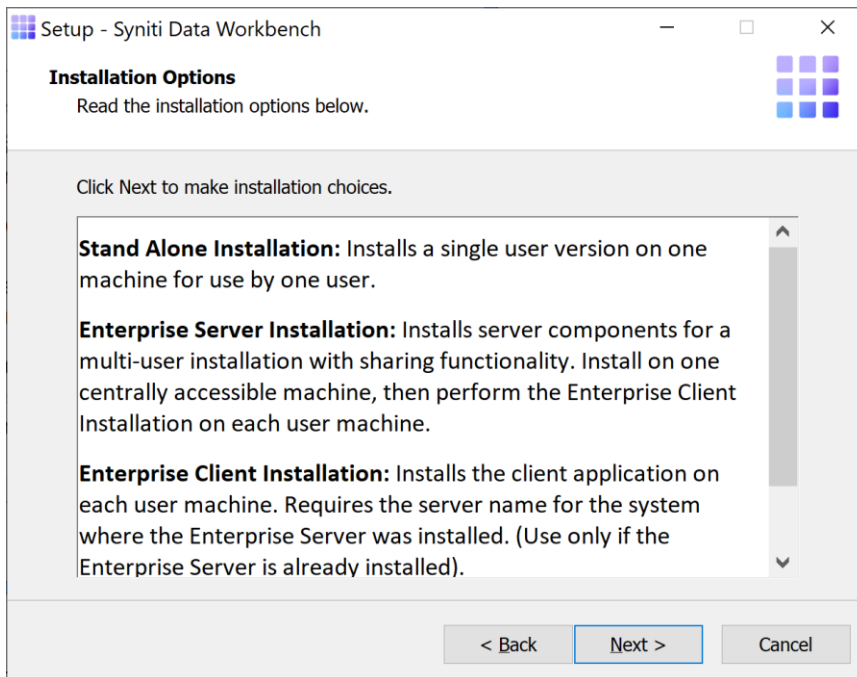 Setup - Syniti Data Workbench
Installation Options
Read the installation options below.
Click Next to make installation choices.
Stand Alone Installation: Installs a single user version on one
machine for use by one user.
Enterprise Server Installation: Installs server components for a
multi-user installation with sharing functionality. Install on one
centrally accessible machine, then perform the Enterprise Client
Installation on each user machine.
Enterprise Client Installation: Installs the client application on
each user machine. Requires the server name for the system
where the Enterprise Server was installed. (Use only if the
Enterprise Server is already installed).
< Back
Next >
Cancel